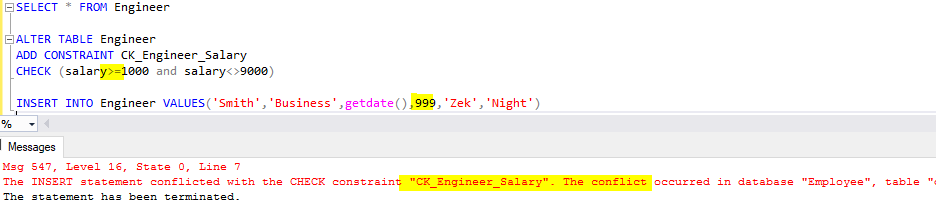 SELECT * FROM Engineer
ALTER TABLE Engineer
ADD CONSTRAINT CK_Engineer_Salary
CHECK (salary>=1000 and salary<>9000)
INSERT INTO Engineer VALUES('Smith','Business',getdate(),999,'Zek','Night')
%
Messages
Msg 547, Level 16, State 0, Line 7
The INSERT statement conflicted with the CHECK constraint "CK_Engineer_Salary". The conflict occurred in database "Employee", table "
The statement has been terminated.